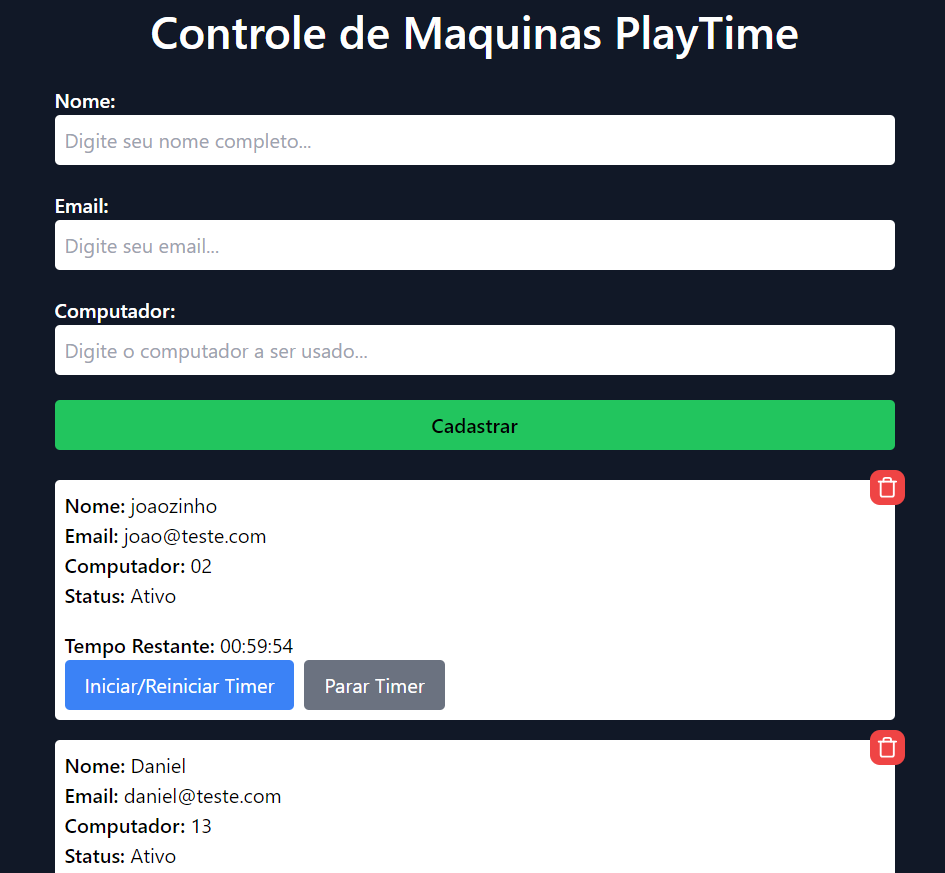 Controle de Maquinas PlayTime
Nome:
Digite seu nome completo...
Email:
Digite seu email...
Computador:
Digite o computador a ser usado...
Cadastrar
Nome: joaozinho
Email: joao@teste.com
Computador: 02
Status: Ativo
Tempo Restante: 00:59:54
Iniciar/Reiniciar Timer Parar Timer
Nome: Daniel
Email: daniel@teste.com
Computador: 13
Status: Ativo